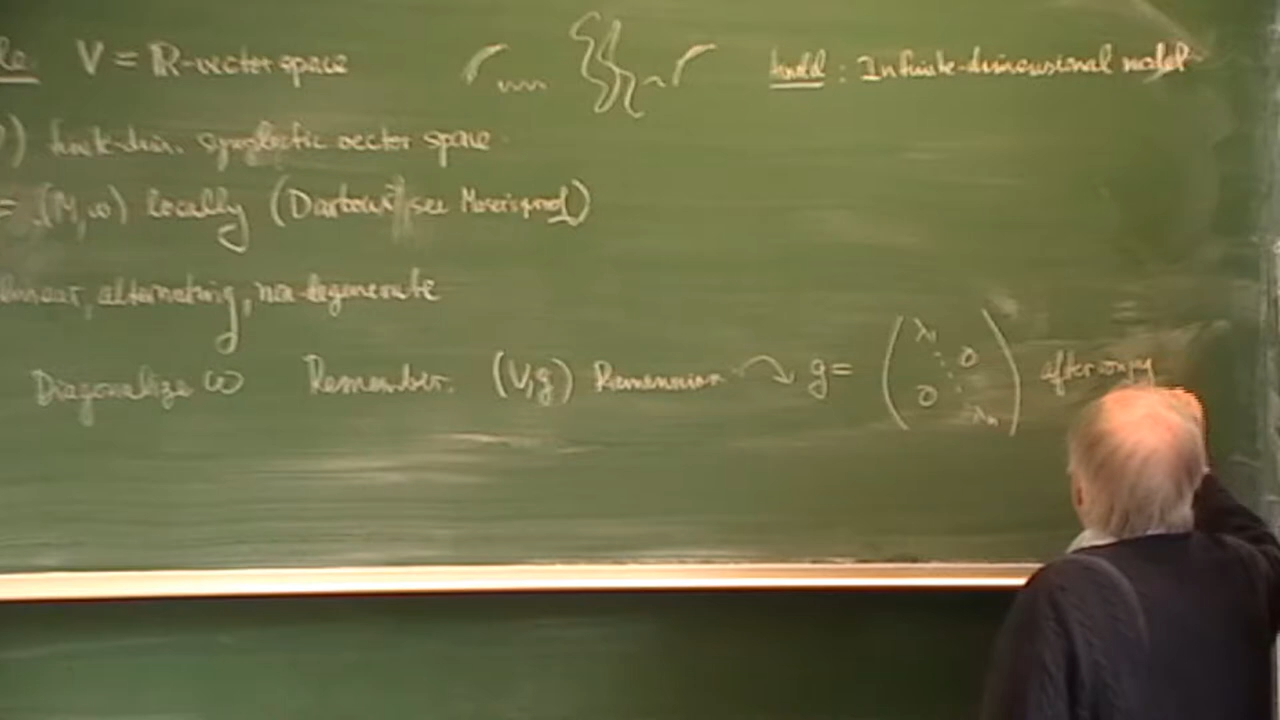 V = ℝ-vector space : Infinite-dimensional model
) finite-dim. symplectic vector space
= (M,ω) locally (Darboux, see Moser's proof)
linear, alternating, non-degenerate
Diagonalize ω Remember: (V,g) Riemannian ↷ g= ( λ₁ ⋱ 0 0 λₙ ) after